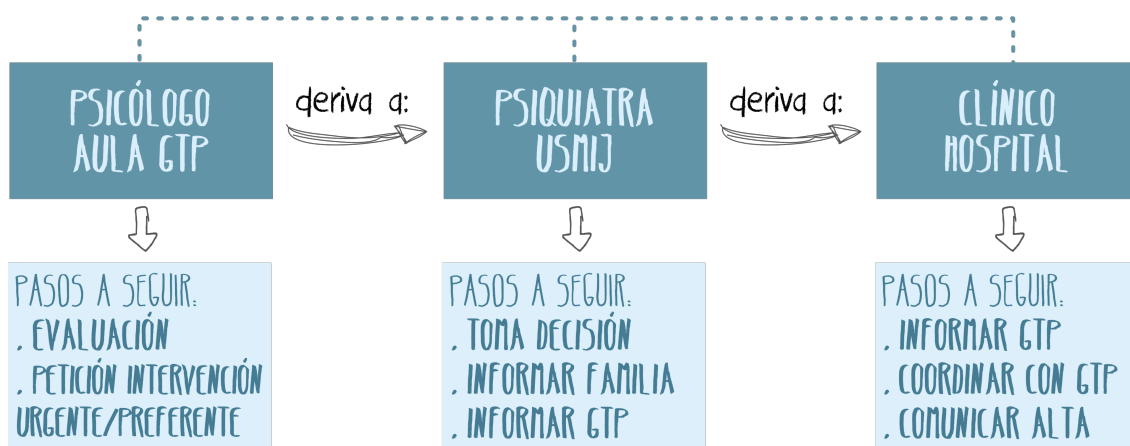 PSICÓLOGO
AULA GTP
deriva a:
PSIQUIATRA
USMIJ
deriva a:
CLÍNICO
HOSPITAL
PASOS A SEGUIR:
. EVALUACIÓN
. PETICIÓN INTERVENCIÓN
URGENTE/PREFERENTE
PASOS A SEGUIR:
. TOMA DECISIÓN
. INFORMAR FAMILIA
. INFORMAR GTP
PASOS A SEGUIR:
. INFORMAR GTP
. COORDINAR CON GTP
. COMUNICAR ALTA